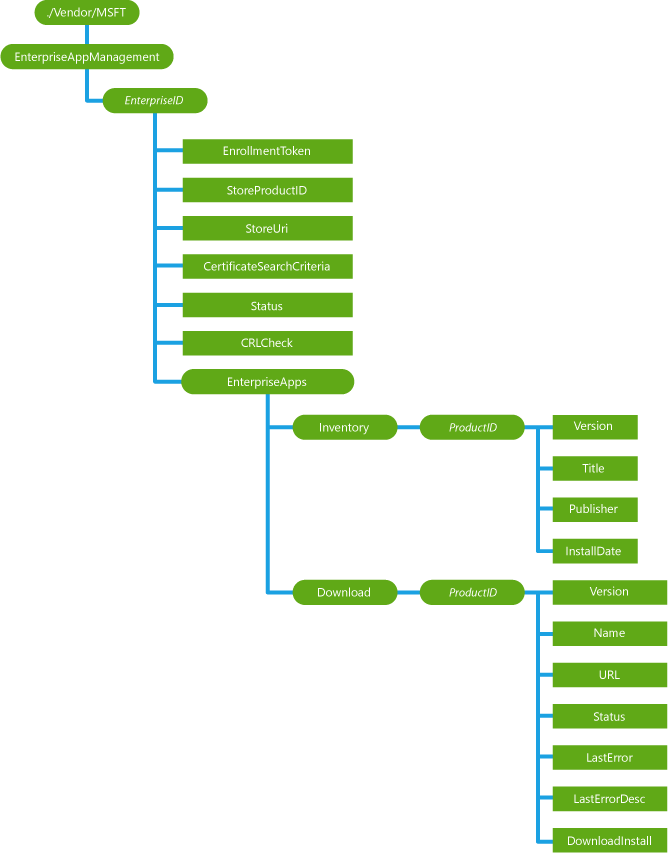 ./Vendor/MSFT
EnterpriseAppManagement
EnterpriseID
EnrollmentToken
StoreProductID
StoreUri
CertificateSearchCriteria
Status
CRLCheck
EnterpriseApps
Inventory
ProductID
Version
Title
Publisher
InstallDate
Download
ProductID
Version
Name
URL
Status
LastError
LastErrorDesc
DownloadInstall